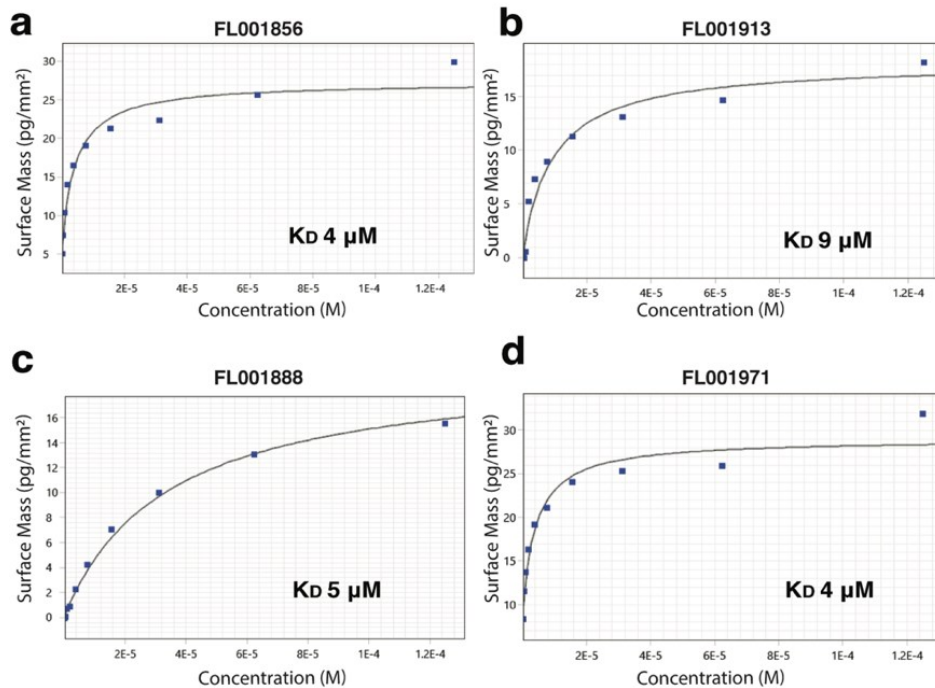 a
FL001856
Surface Mass (pg/mm²)
30
25
20
15
10
5
KD 4 µM
2E-5 4E-5 6E-5 8E-5 1E-4 1.2E-4
Concentration (M)
b
FL001913
Surface Mass (pg/mm²)
15
10
5
0
KD 9 µM
2E-5 4E-5 6E-5 8E-5 1E-4 1.2E-4
Concentration (M)
c
FL001888
Surface Mass (pg/mm²)
16
14
12
10
8
6
4
2
0
KD 5 µM
2E-5 4E-5 6E-5 8E-5 1E-4 1.2E-4
Concentration (M)
d
FL001971
Surface Mass (pg/mm²)
30
25
20
15
10
KD 4 µM
2E-5 4E-5 6E-5 8E-5 1E-4 1.2E-4
Concentration (M)